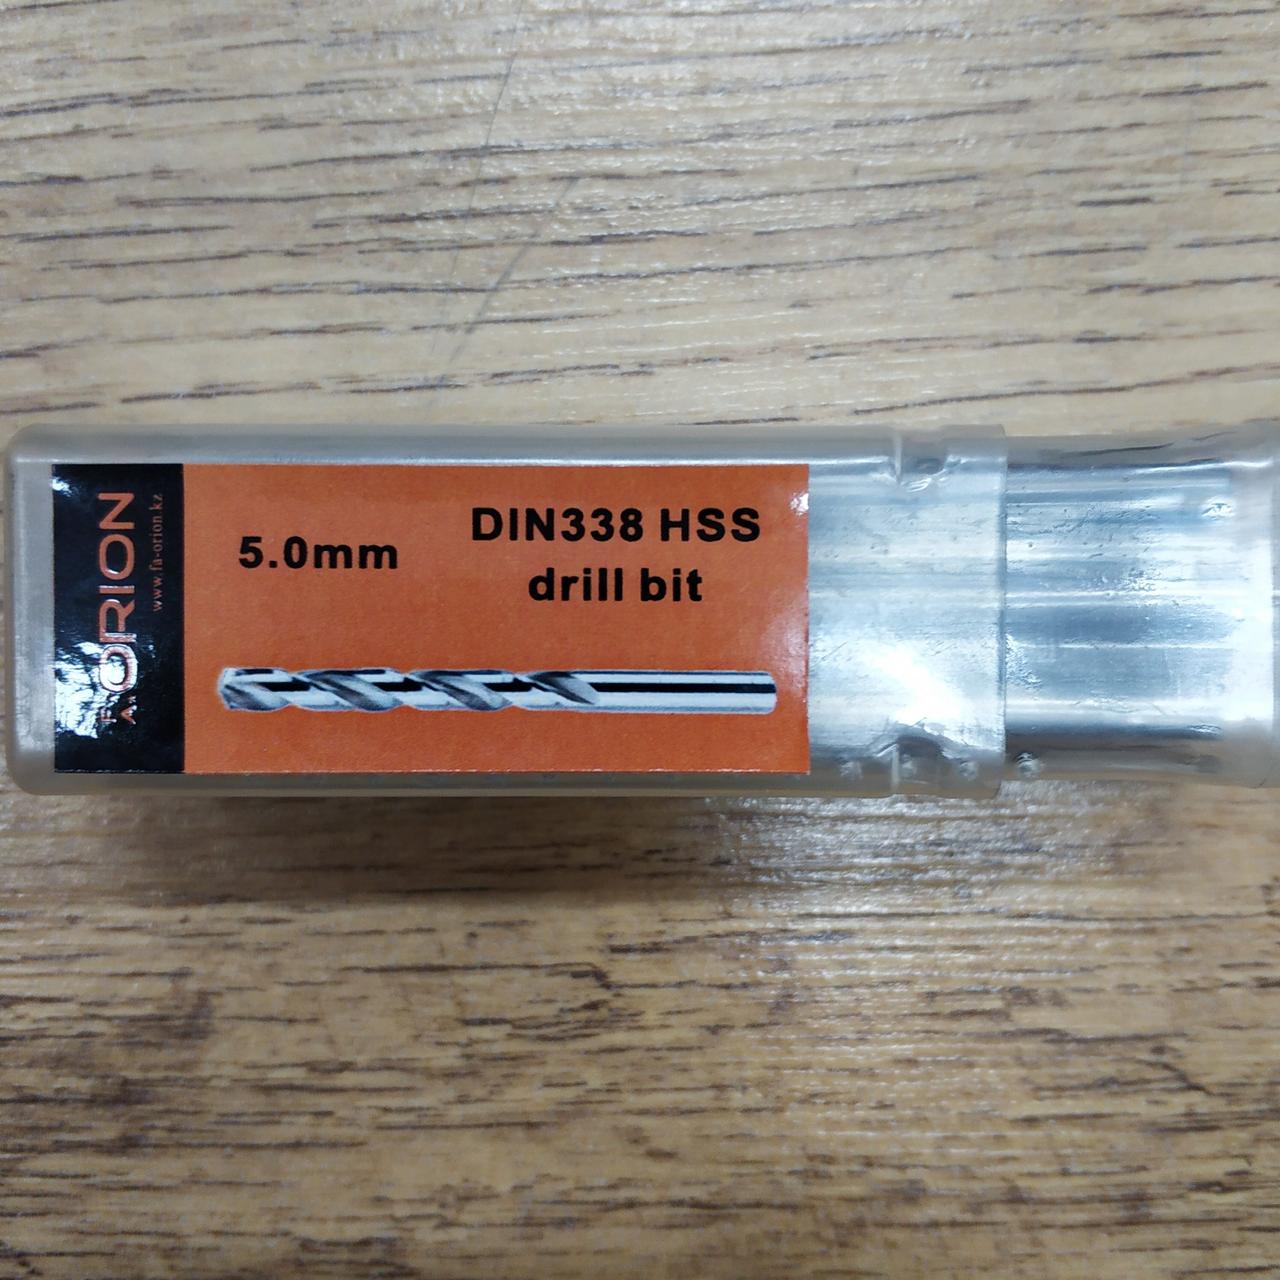 F.A. ORION
www.fa-orion.kz
5.0mm
DIN338 HSS
drill bit